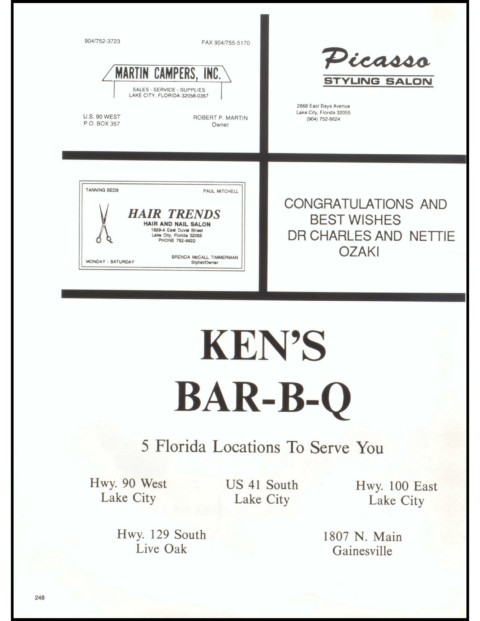 904/752-3723 FAX 904/755-5170
MARTIN CAMPERS, INC.
SALES - SERVICE - SUPPLIES
LAKE CITY, FLORIDA 32056-0357
U.S. 90 WEST ROBERT P. MARTIN
P.O. BOX 357 Owner
Picasso
STYLING SALON
Lake City, Florida 32055
TANNING BEDS PAUL MITCHELL
HAIR TRENDS
HAIR AND NAIL SALON
East Duval Street
Lake City, Florida 32055
BRENDA McCALL TIMMERMAN
MONDAY - SATURDAY Stylist/Owner
CONGRATULATIONS AND
BEST WISHES
DR CHARLES AND NETTIE
OZAKI
KEN'S
BAR-B-Q
5 Florida Locations To Serve You
Hwy. 90 West US 41 South Hwy. 100 East
Lake City Lake City Lake City
Hwy. 129 South 1807 N. Main
Live Oak Gainesville
248